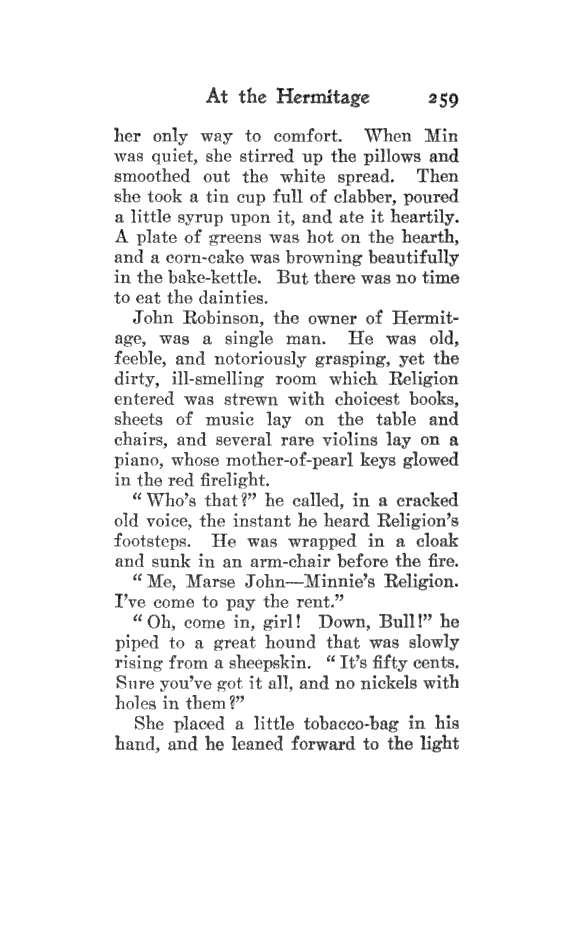 At the Hermitage 259
her only way to comfort. When Min
was quiet, she stirred up the pillows and
smoothed out the white spread. Then
she took a tin cup full of clabber, poured
a little syrup upon it, and ate it heartily.
A plate of greens was hot on the hearth,
and a corn-cake was browning beautifully
in the bake-kettle. But there was no time
to eat the dainties.
John Robinson, the owner of Hermit-
age, was a single man. He was old,
feeble, and notoriously grasping, yet the
dirty, ill-smelling room which Religion
entered was strewn with choicest books,
sheets of music lay on the table and
chairs, and several rare violins lay on a
piano, whose mother-of-pearl keys glowed
in the red firelight.
“Who's that?” he called, in a cracked
old voice, the instant he heard Religion's
footsteps. He was wrapped in a cloak
and sunk in an arm-chair before the fire.
“Me, Marse John—Minnie's Religion.
I've come to pay the rent.”
“Oh, come in, girl! Down, Bull!” he
piped to a great hound that was slowly
rising from a sheepskin. “It's fifty cents.
Sure you've got it all, and no nickels with
holes in them?”
She placed a little tobacco-bag in his
hand, and he leaned forward to the light